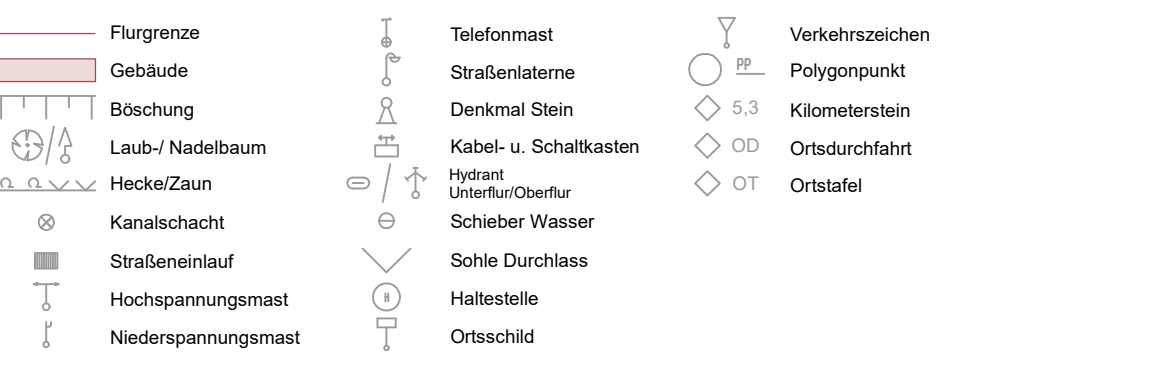 Flurgrenze
Gebäude
Böschung
Laub-/ Nadelbaum
Hecke/Zaun
Kanalschacht
Straßeneinlauf
Hochspannungsmast
Niederspannungsmast
Telefonmast
Straßenlaterne
Denkmal Stein
Kabel- u. Schaltkasten
Hydrant
Unterflur/Oberflur
Schieber Wasser
Sohle Durchlass
H Haltestelle
Ortsschild
Verkehrszeichen
PP Polygonpunkt
5,3 Kilometerstein
OD Ortsdurchfahrt
OT Ortstafel